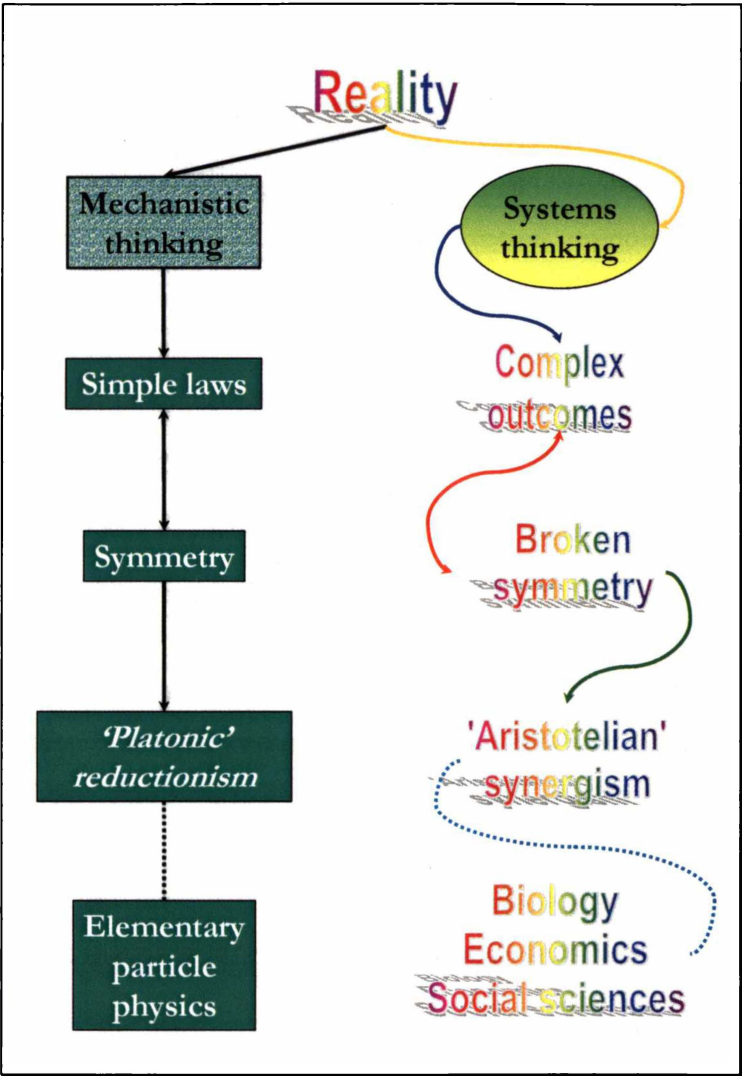 Reality
Mechanistic
thinking
Simple laws
Symmetry
‘Platonic’
reductionism
Elementary
particle
physics
Systems
thinking
Complex
outcomes
Broken
symmetry
'Aristotelian'
synergism
Biology
Economics
Social sciences